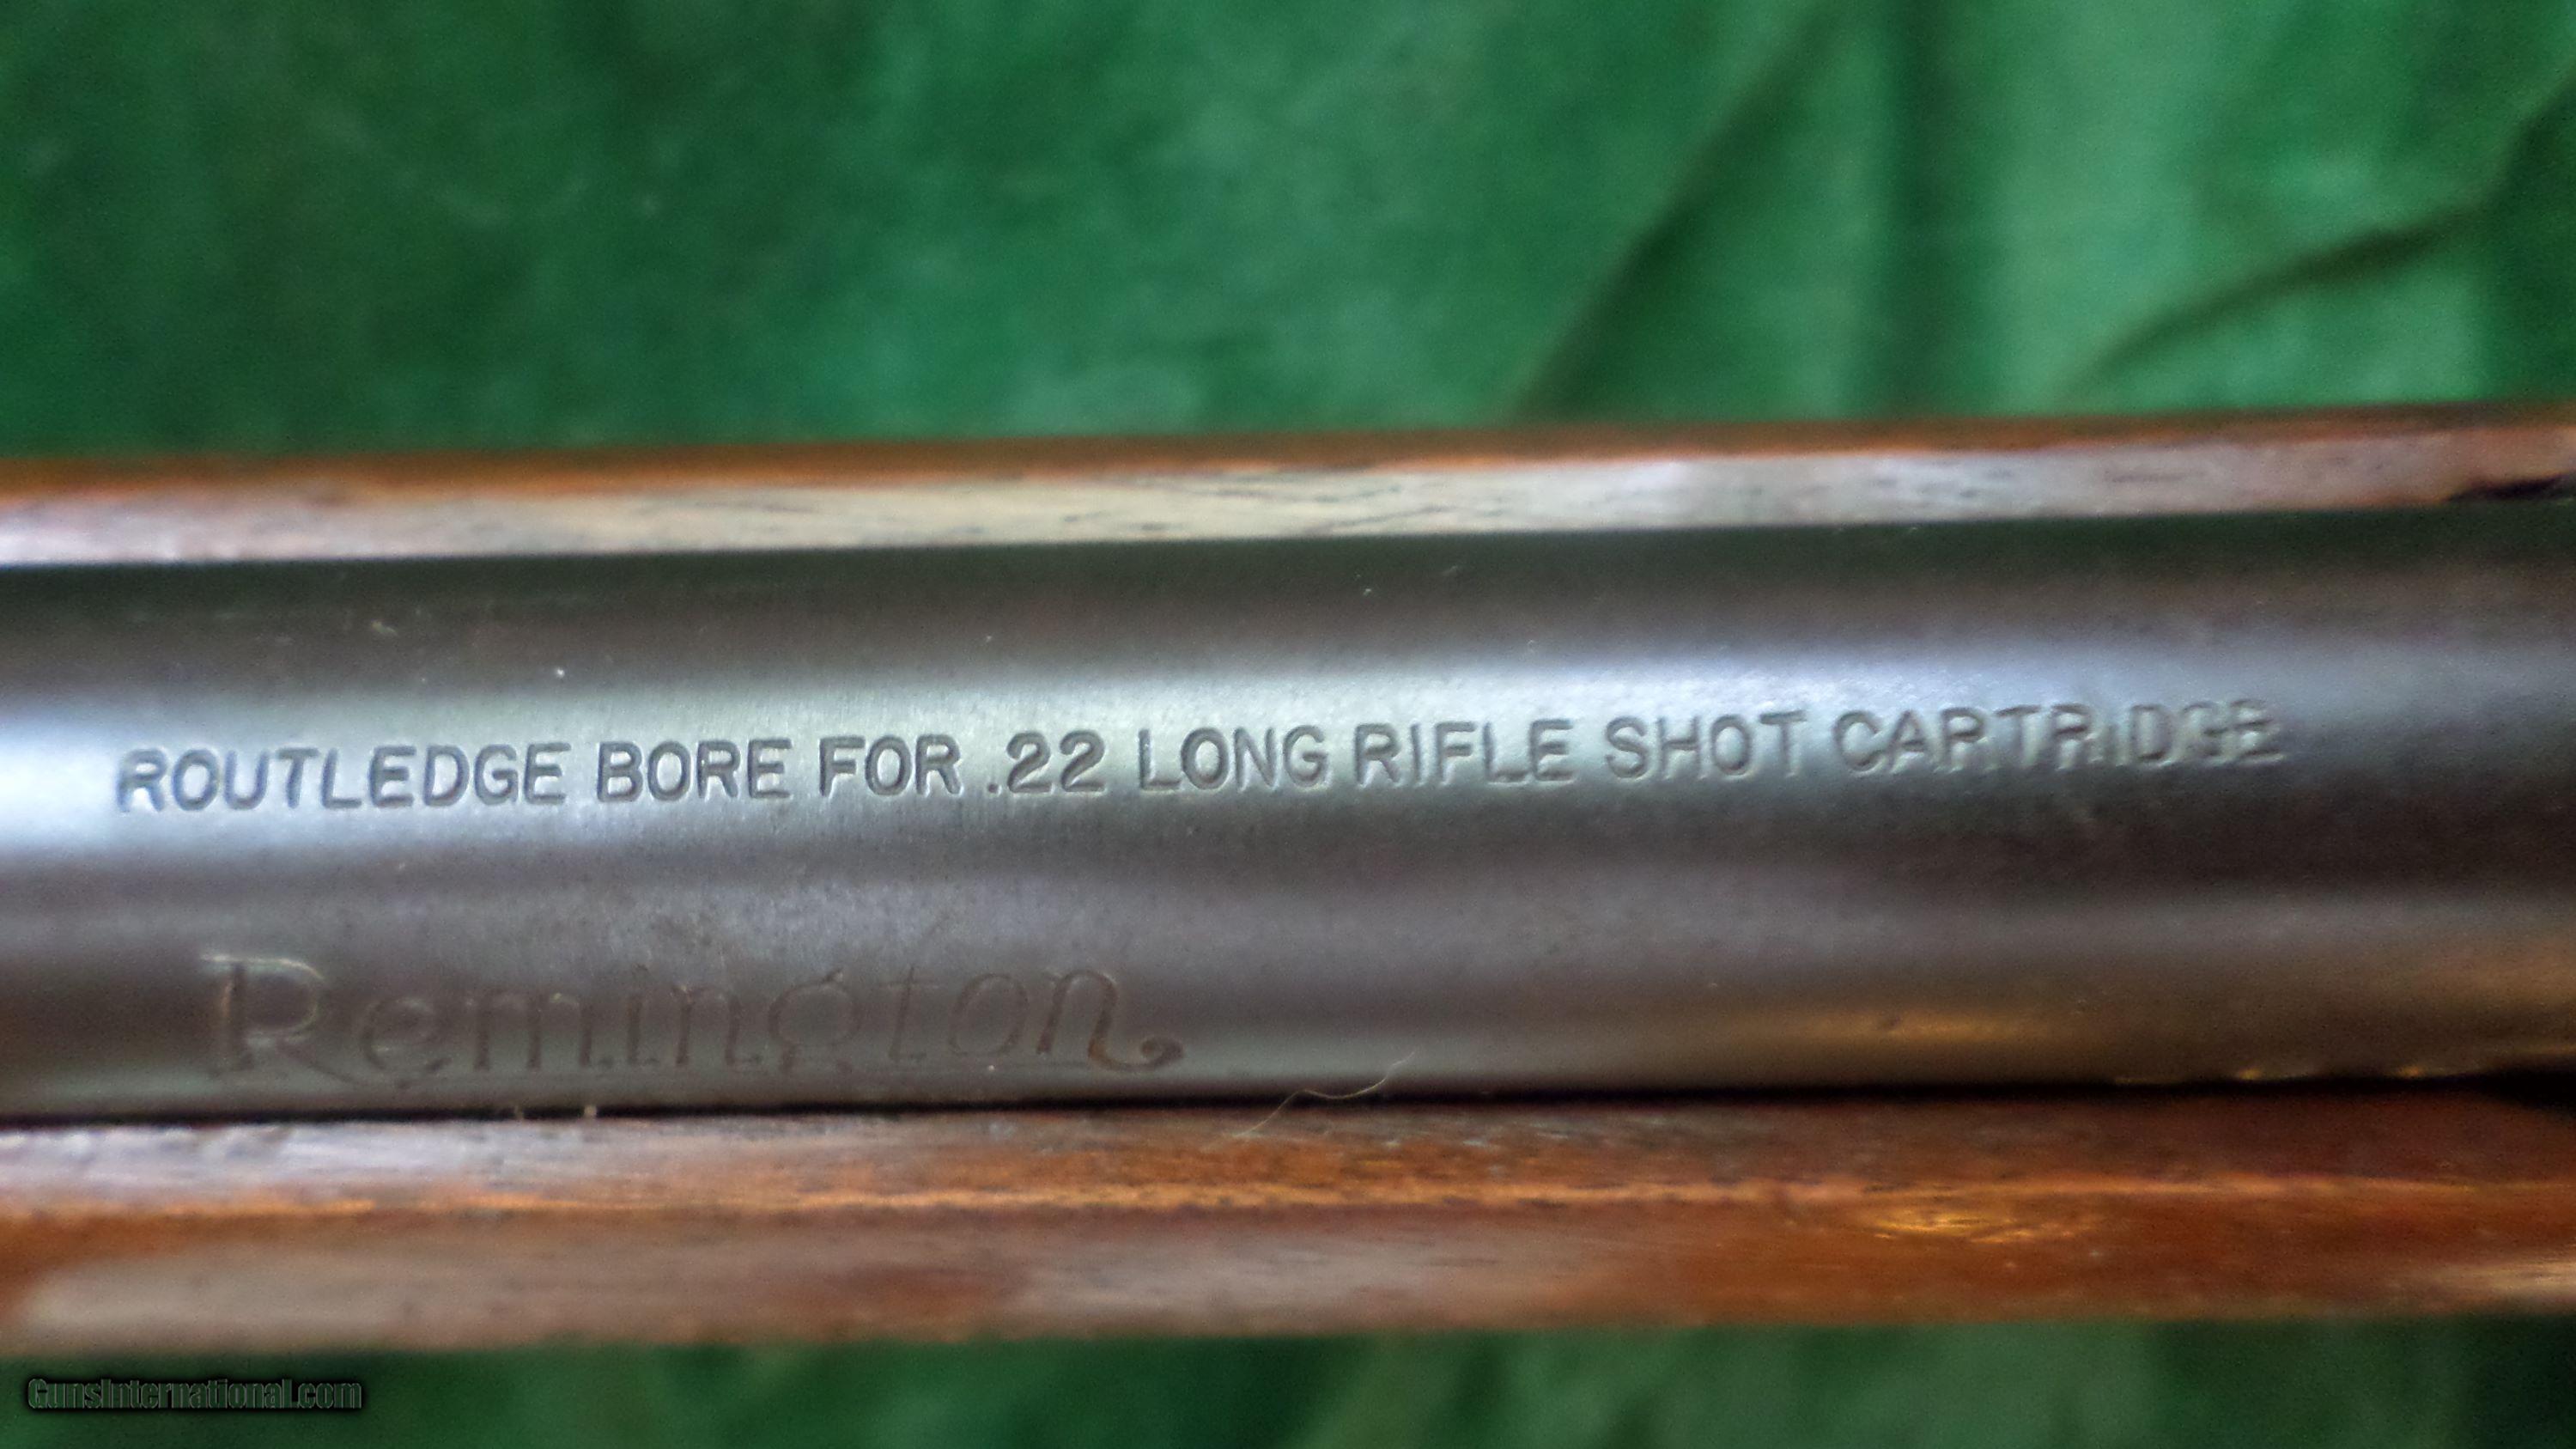 ROUTLEDGE BORE FOR .22 LONG RIFLE SHOT CARTRIDGE
Remington
GunsInternational.com